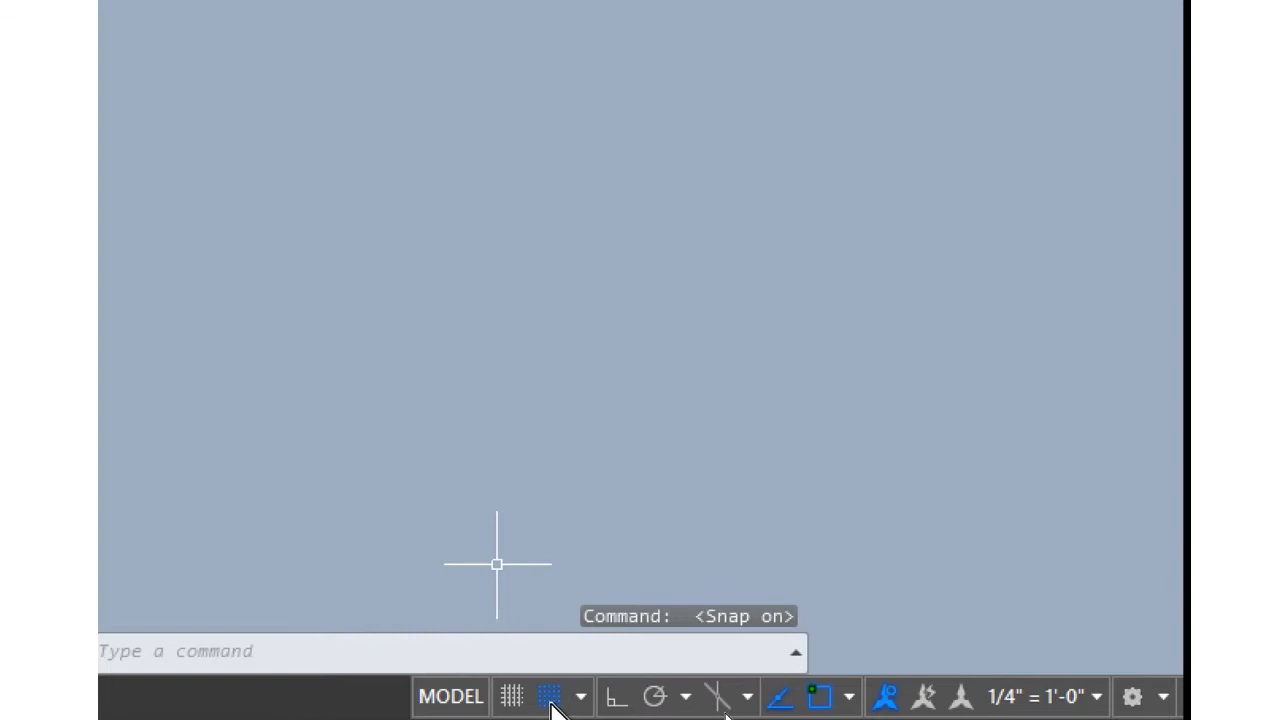 Command: <Snap on>
Type a command
MODEL 1/4" = 1'-0"